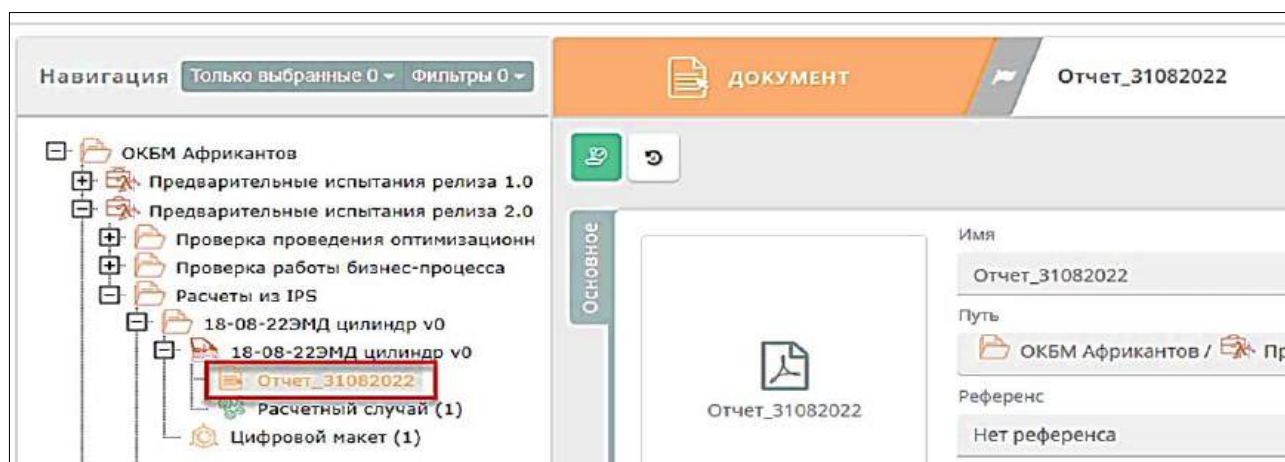 Навигация Только выбранные 0 Фильтры 0
ДОКУМЕНТ
Отчет_31082022
ОКБМ Африкантов
Предварительные испытания релиза 1.0
Предварительные испытания релиза 2.0
Проверка проведения оптимизационн
Проверка работы бизнес-процесса
Расчеты из IPS
18-08-22ЭМД цилиндр v0
18-08-22ЭМД цилиндр v0
Отчет_31082022
Расчетный случай (1)
Цифровой макет (1)
Основное
Отчет_31082022
Имя
Отчет_31082022
Путь
ОКБМ Африкантов / Пр
Референс
Нет референса